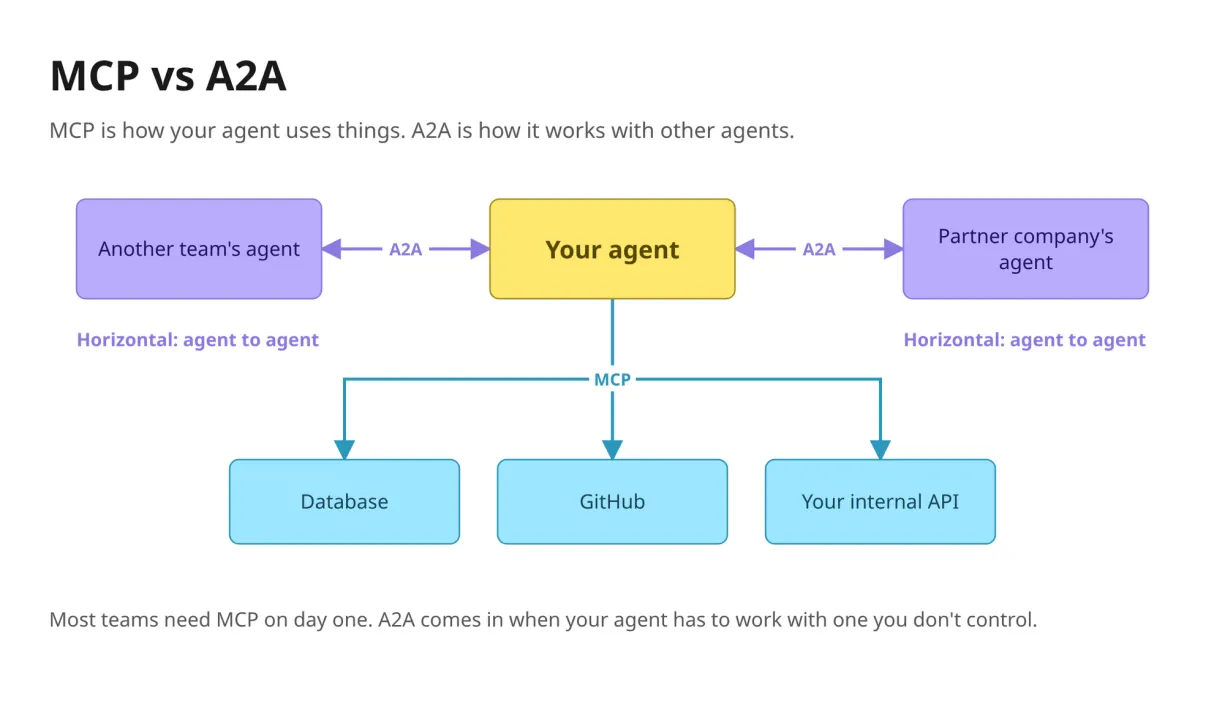 MCP vs A2A
MCP is how your agent uses things. A2A is how it works with other agents.
Another team's agent
A2A
Your agent
A2A
Partner company's
agent
Horizontal: agent to agent
Horizontal: agent to agent
MCP
Database
GitHub
Your internal API
Most teams need MCP on day one. A2A comes in when your agent has to work with one you don't control.